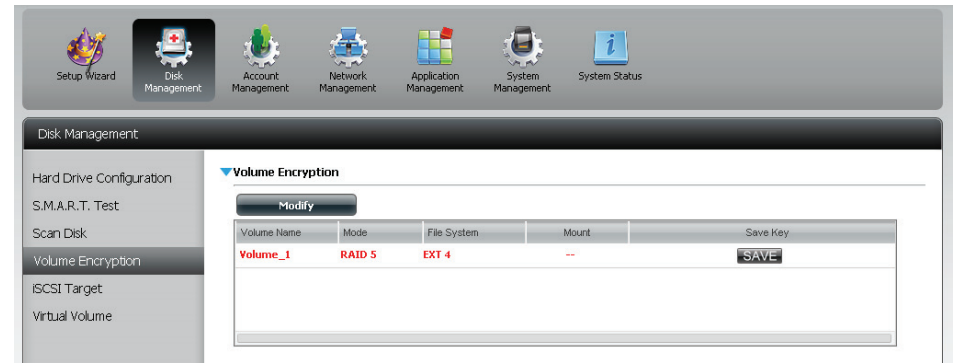 Setup Wizard
Disk Management
Account Management
Network Management
Application Management
System Management
System Status
Disk Management
Hard Drive Configuration
S.M.A.R.T. Test
Scan Disk
Volume Encryption
iSCSI Target
Virtual Volume
Volume Encryption
Modify
Volume Name Mode File System Mount Save Key
Volume_1 RAID 5 EXT 4 -- SAVE